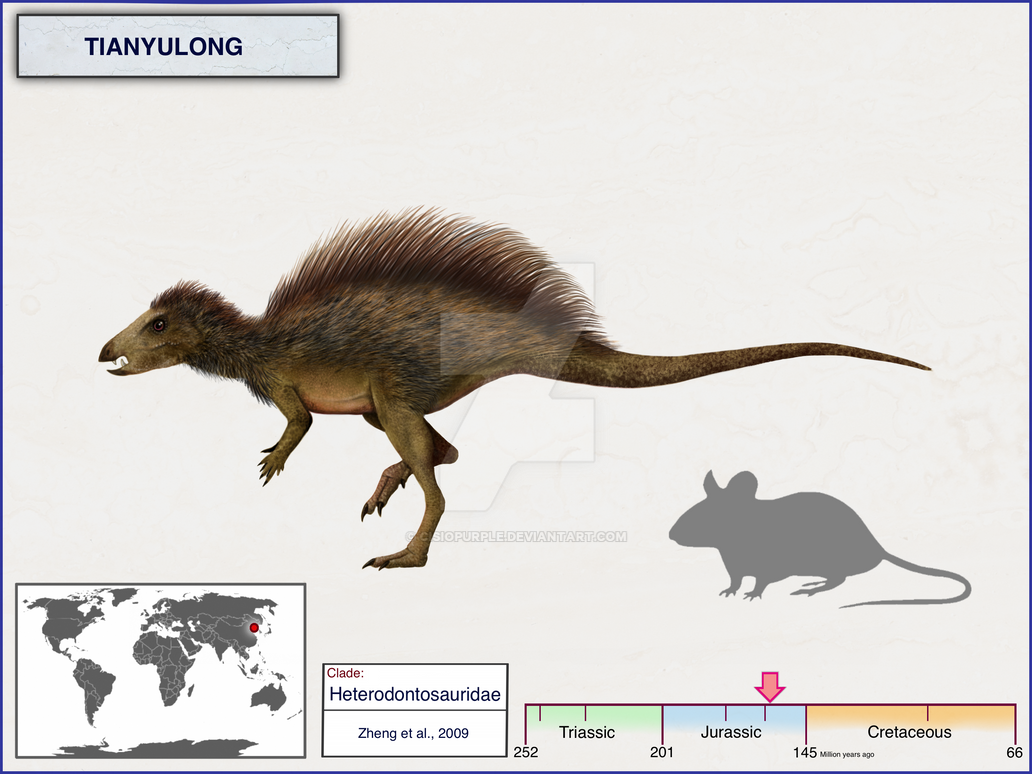 TIANYULONG
© CISIOPURPLE.DEVIANTART.COM
Clade:
Heterodontosauridae
Zheng et al., 2009
Triassic
Jurassic
Cretaceous
252
201
145 Million years ago
66